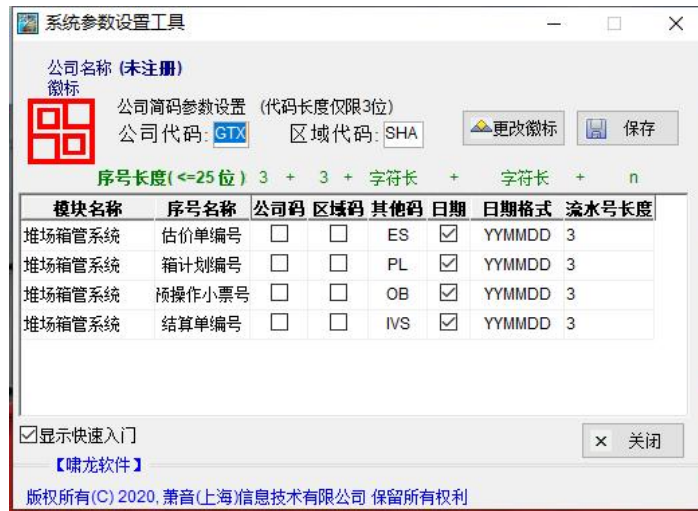 系统参数设置工具
公司名称 (未注册)
徽标
公司简码参数设置 (代码长度仅限3位)
公司代码: GTX 区域代码: SHA 更改徽标 保存
序号长度( <=25 位 ) 3 + 3 + 字符长 + 字符长 + n
模块名称 序号名称 公司码 区域码 其他码 日期 日期格式 流水号长度
堆场箱管系统 估价单编号 ES YYMMDD 3
堆场箱管系统 箱计划编号 PL YYMMDD 3
堆场箱管系统 预操作小票号 OB YYMMDD 3
堆场箱管系统 结算单编号 IVS YYMMDD 3
显示快速入门
× 关闭
【啸龙软件】
版权所有(C) 2020, 萧音(上海)信息技术有限公司 保留所有权利